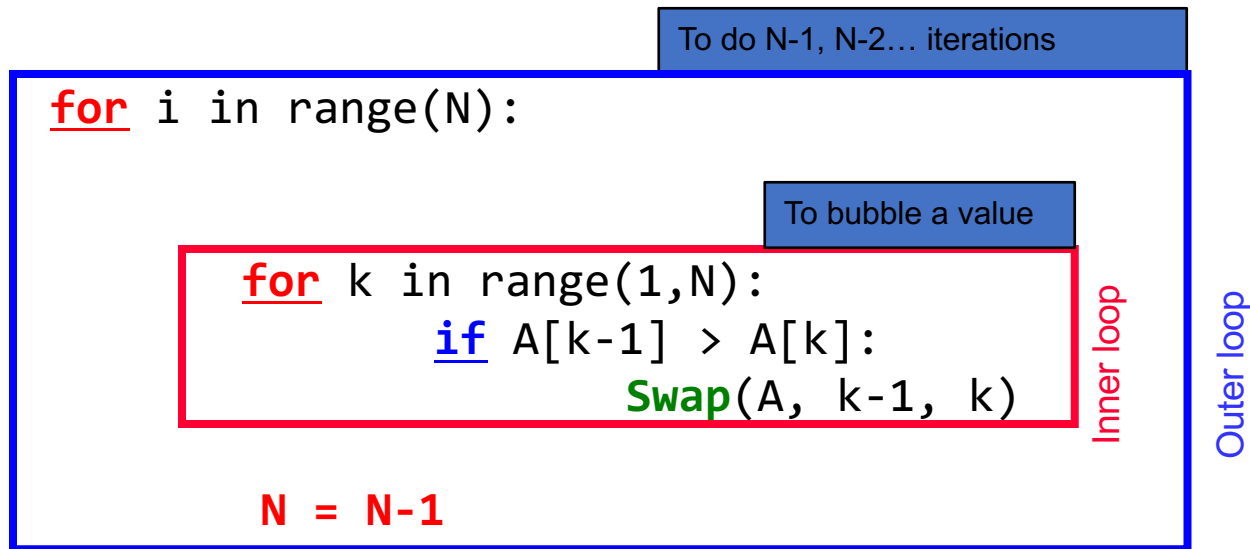 To do N-1, N-2… iterations
for i in range(N):
To bubble a value
for k in range(1,N):
if A[k-1] > A[k]:
Swap(A, k-1, k)
N = N-1
Inner loop
Outer loop